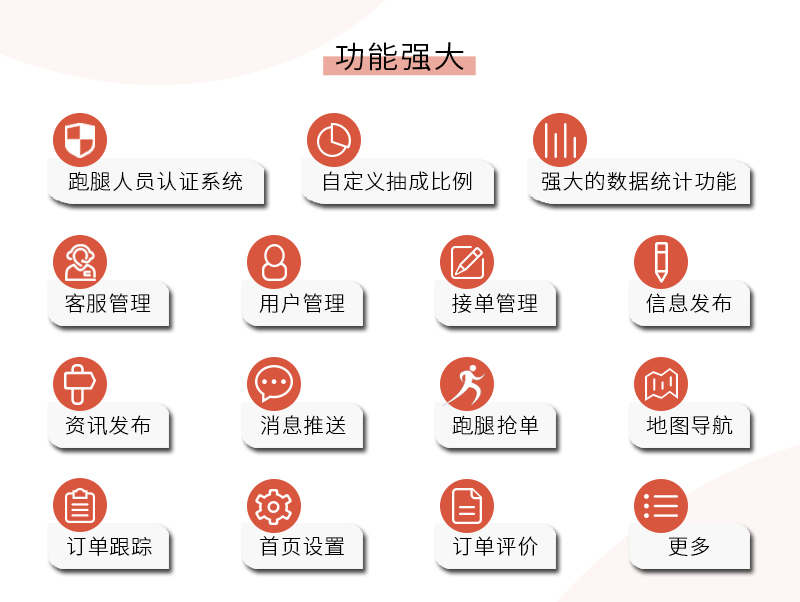 功能强大
跑腿人员认证系统
自定义抽成比例
强大的数据统计功能
客服管理
用户管理
接单管理
信息发布
资讯发布
消息推送
跑腿抢单
地图导航
订单跟踪
首页设置
订单评价
更多